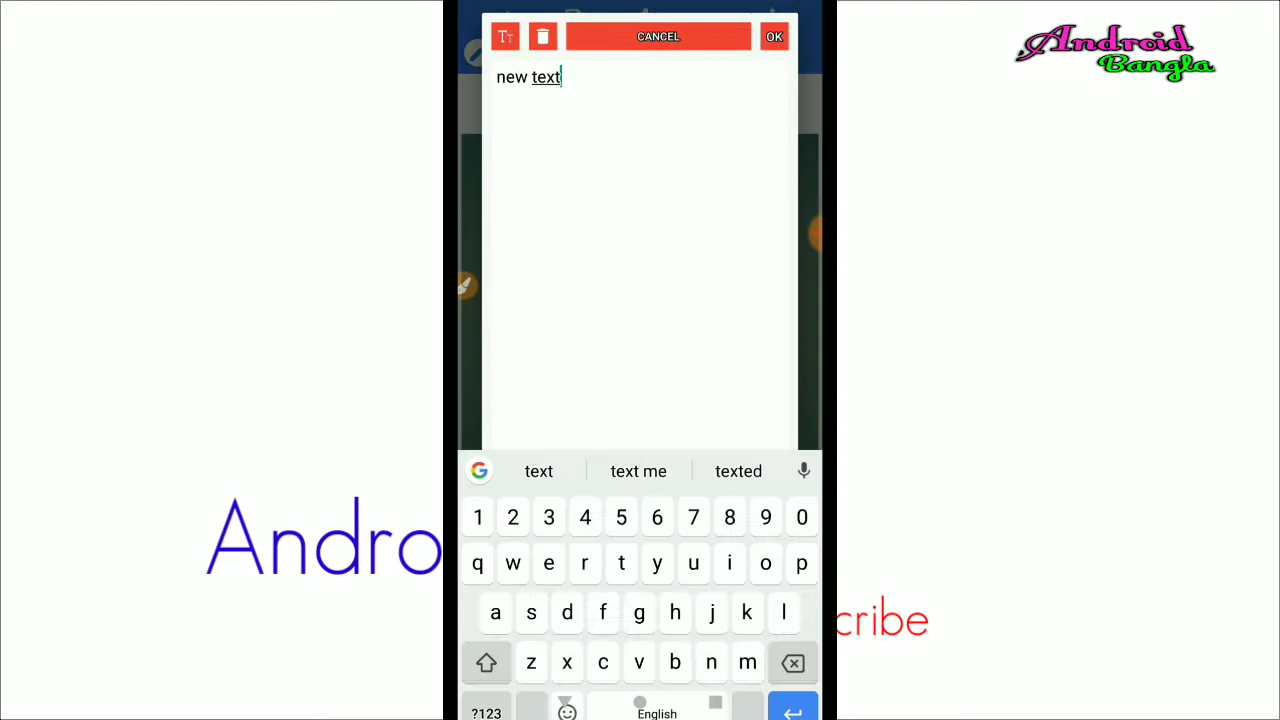 Android
Bangla
TT
CANCEL
OK
new text
text
text me
texted
1 2 3 4 5 6 7 8 9 0
q w e r t y u i o p
a s d f g h j k l
z x c v b n m
?123
English
Andro
cribe